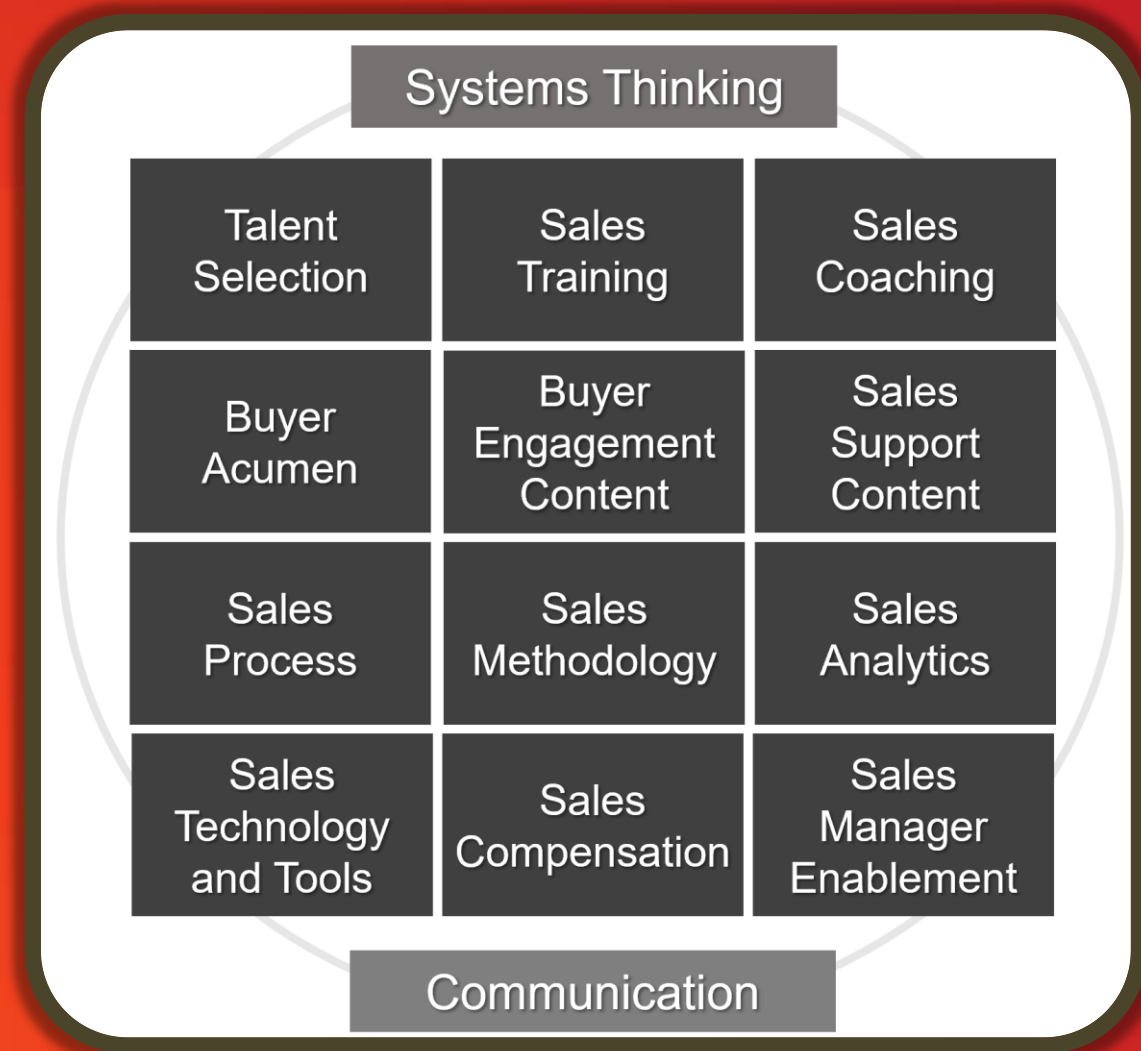 Systems Thinking
Talent
Selection
Sales
Training
Sales
Coaching
Buyer
Acumen
Buyer
Engagement
Content
Sales
Support
Content
Sales
Process
Sales
Methodology
Sales
Analytics
Sales
Technology
and Tools
Sales
Compensation
Sales
Manager
Enablement
Communication